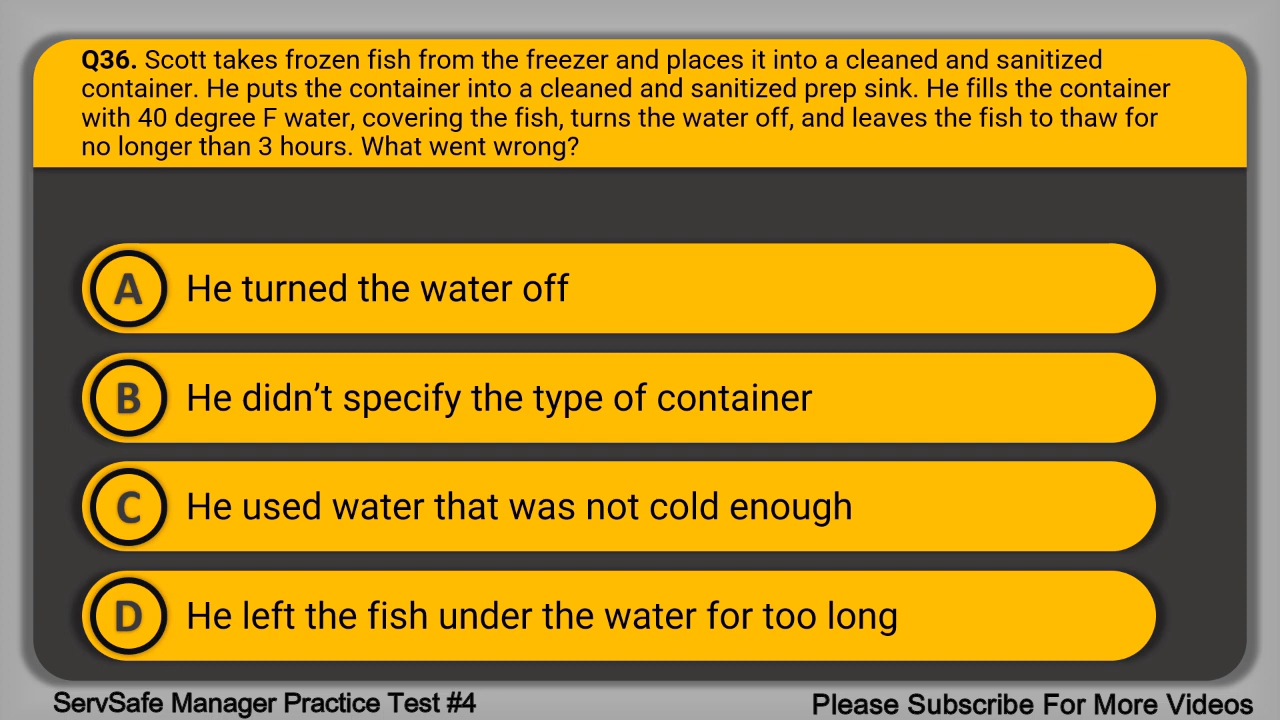 Q36. Scott takes frozen fish from the freezer and places it into a cleaned and sanitized
container. He puts the container into a cleaned and sanitized prep sink. He fills the container
with 40 degree F water, covering the fish, turns the water off, and leaves the fish to thaw for
no longer than 3 hours. What went wrong?
A He turned the water off
B He didn’t specify the type of container
C He used water that was not cold enough
D He left the fish under the water for too long
ServSafe Manager Practice Test #4
Please Subscribe For More Videos